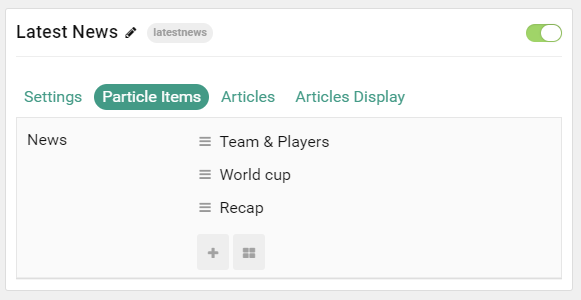 Latest News latestnews
Settings Particle Items Articles Articles Display
News Team & Players
World cup
Recap